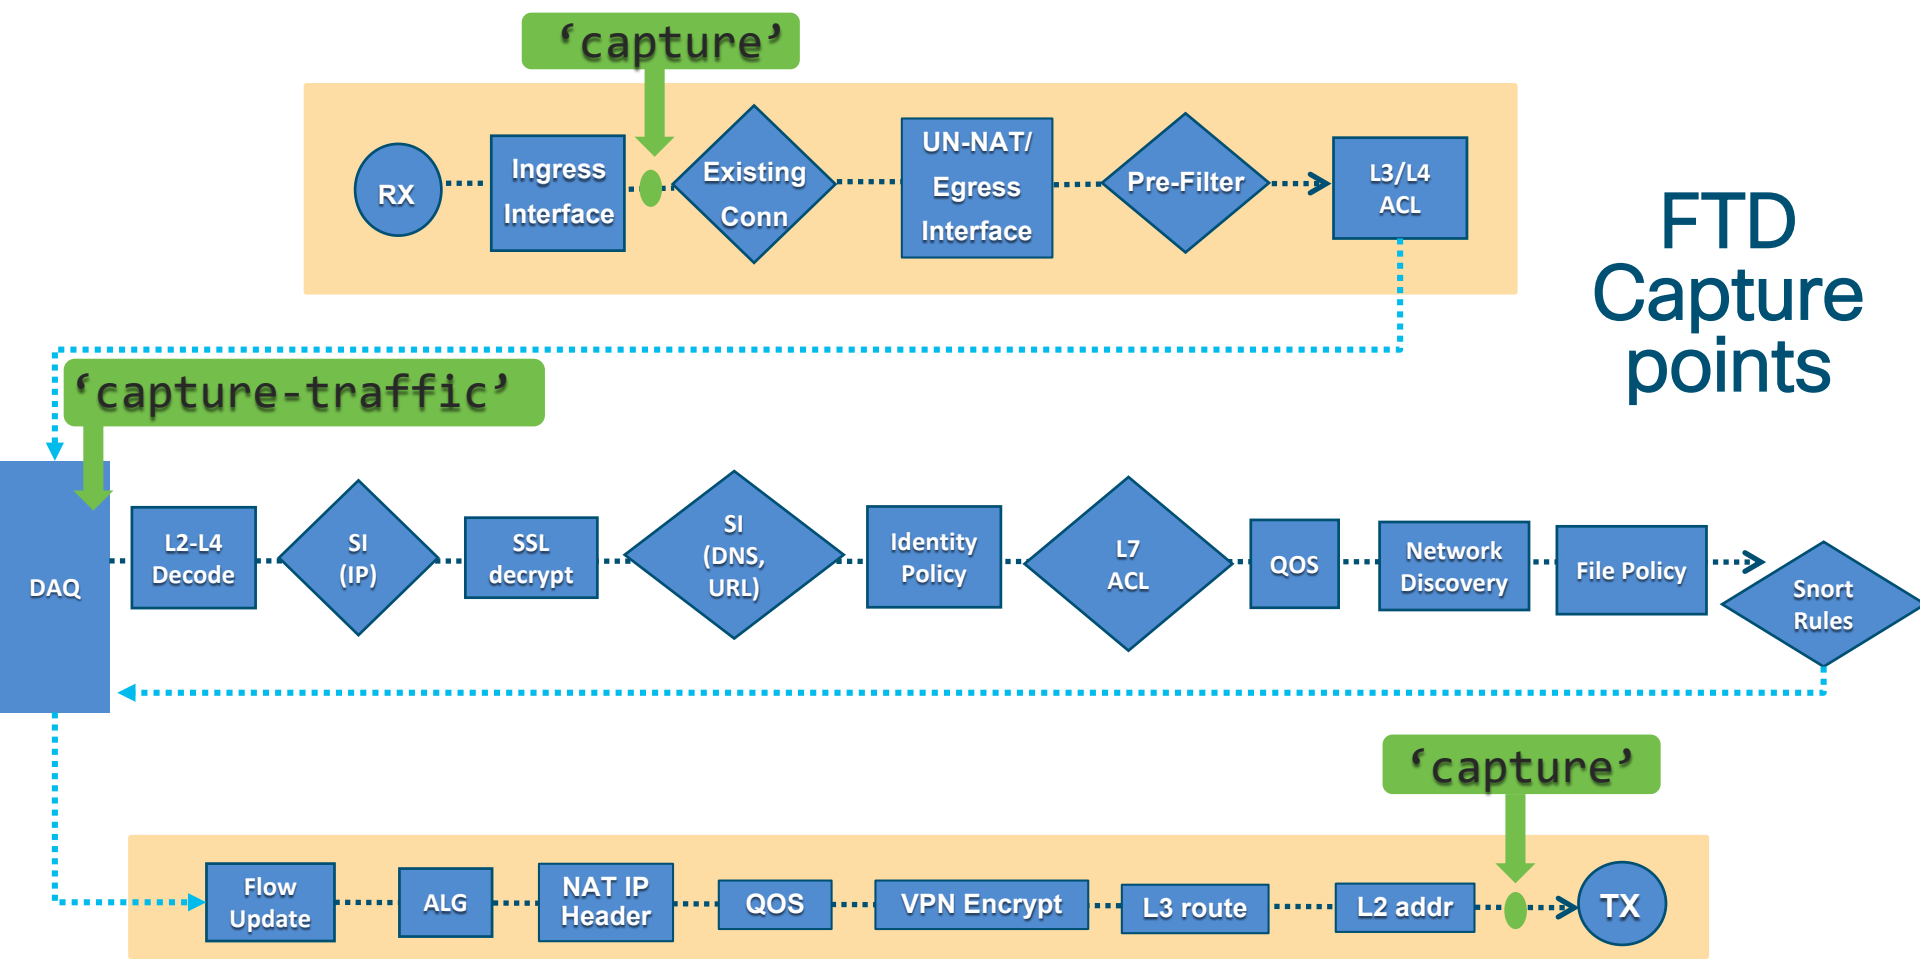 ‘capture’
RX
Ingress
Interface
Existing
Conn
UN-NAT/
Egress
Interface
Pre-Filter
L3/L4
ACL
FTD
Capture
points
‘capture-traffic’
DAQ
L2-L4
Decode
SI
(IP)
SSL
decrypt
SI
(DNS,
URL)
Identity
Policy
L7
ACL
QOS
Network
Discovery
File Policy
Snort
Rules
‘capture’
Flow
Update
ALG
NAT IP
Header
QOS
VPN Encrypt
L3 route
L2 addr
TX